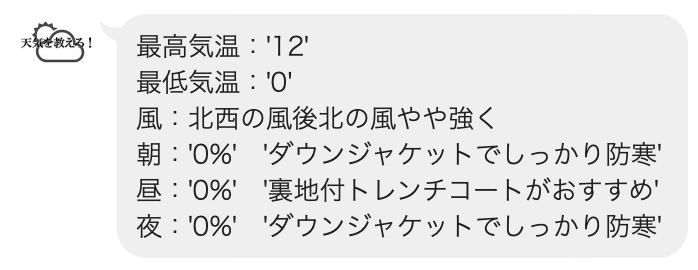 天気を教えろ！
最高気温：'12'
最低気温：'0'
風：北西の風後北の風やや強く
朝：'0%'　'ダウンジャケットでしっかり防寒'
昼：'0%'　'裏地付トレンチコートがおすすめ'
夜：'0%'　'ダウンジャケットでしっかり防寒'